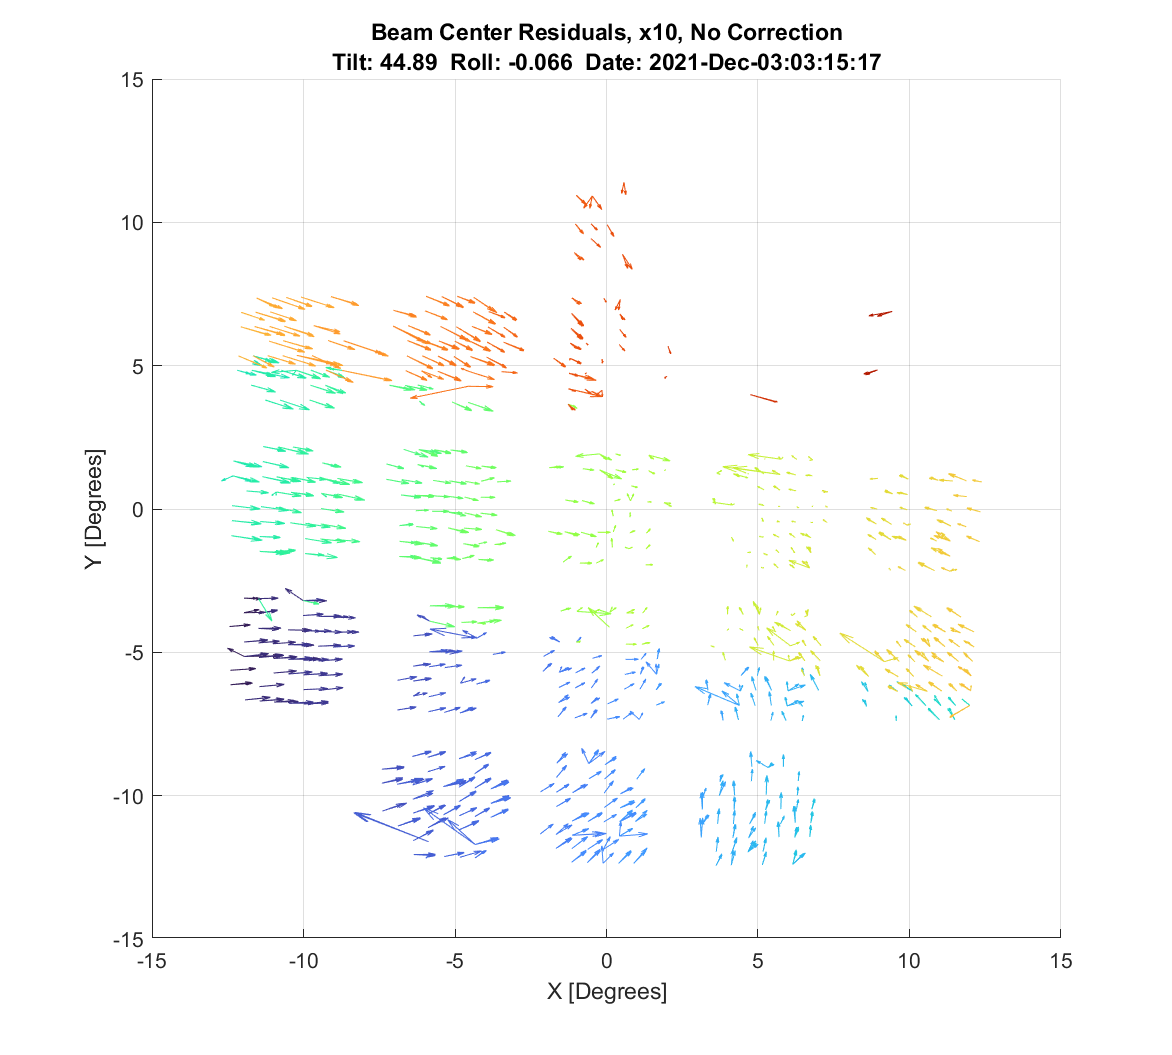 Beam Center Residuals, x10, No Correction
Tilt: 44.89 Roll: -0.066 Date: 2021-Dec-03:03:15:17
15
10
5
0
-5
-10
-15
Y [Degrees]
-15 -10 -5 0 5 10 15
X [Degrees]